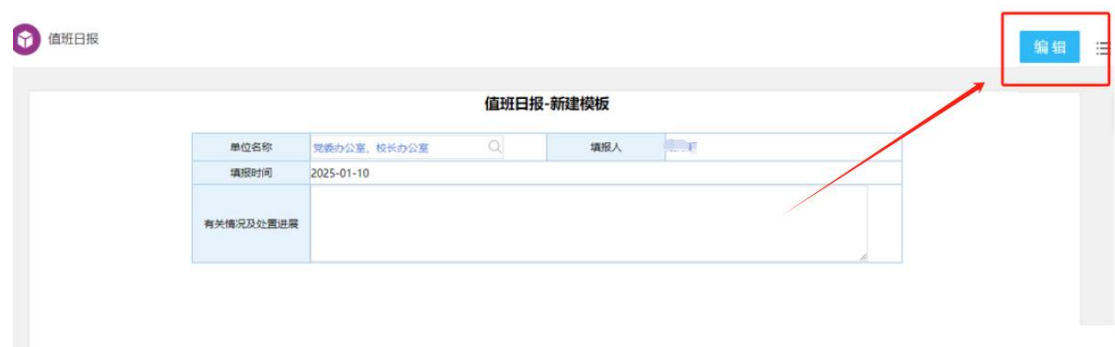 值班日报
编辑
值班日报-新建模板
单位名称 党委办公室、校长办公室 填报人
填报时间 2025-01-10
有关情况及处置进展